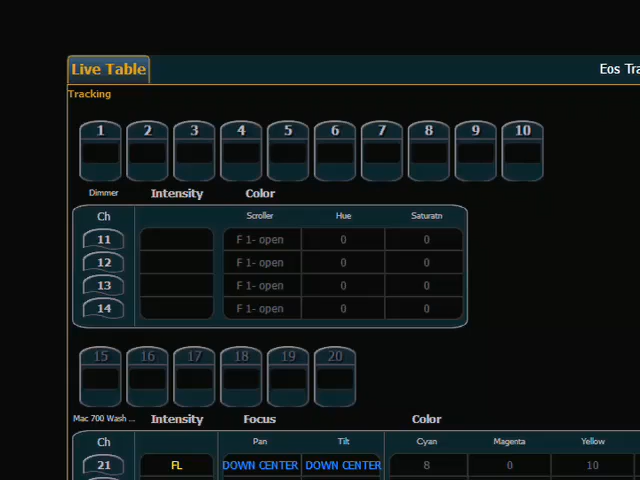 Live Table Eos Tra
Tracking
1 2 3 4 5 6 7 8 9 10
Dimmer Intensity Color
Ch Scroller Hue Saturatn
11 F 1- open 0 0
12 F 1- open 0 0
13 F 1- open 0 0
14 F 1- open 0 0
15 16 17 18 19 20
Mac 700 Wash ... Intensity Focus Color
Ch Pan Tilt Cyan Magenta Yellow
21 FL DOWN CENTER DOWN CENTER 8 0 10